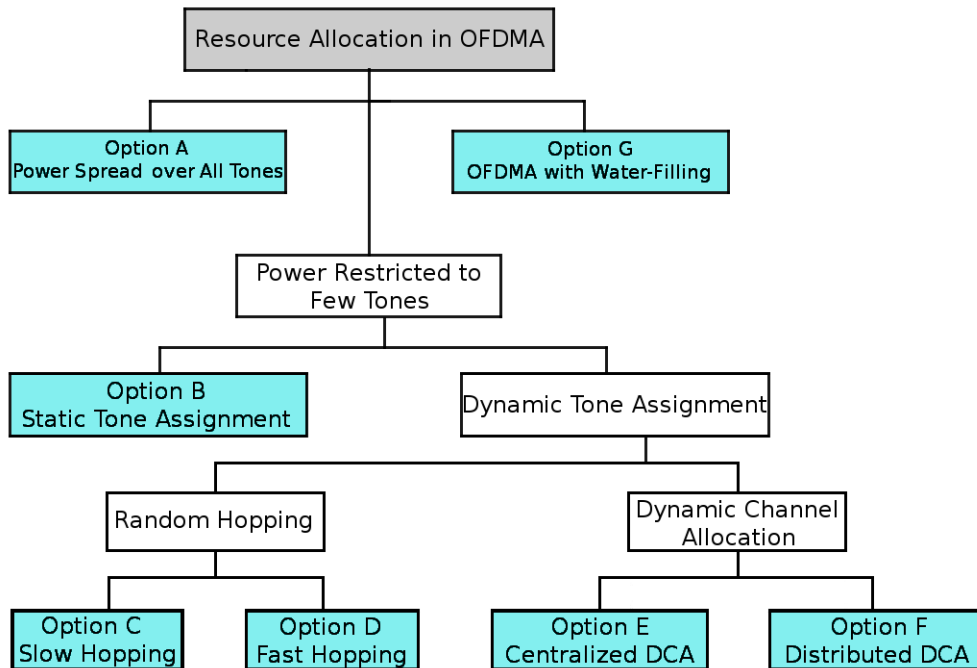 Resource Allocation in OFDMA
Option A
Power Spread over All Tones
Option G
OFDMA with Water-Filling
Power Restricted to
Few Tones
Option B
Static Tone Assignment
Dynamic Tone Assignment
Random Hopping
Dynamic Channel
Allocation
Option C
Slow Hopping
Option D
Fast Hopping
Option E
Centralized DCA
Option F
Distributed DCA